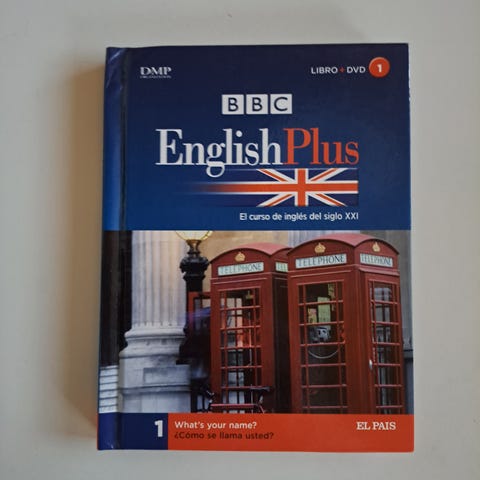 DMP
LIBRO + DVD 1
BBC
EnglishPlus
El curso de inglés del siglo XXI
TELEPHONE
TELEPHONE
TELEPHONE
1
What's your name?
¿Cómo se llama usted?
EL PAIS